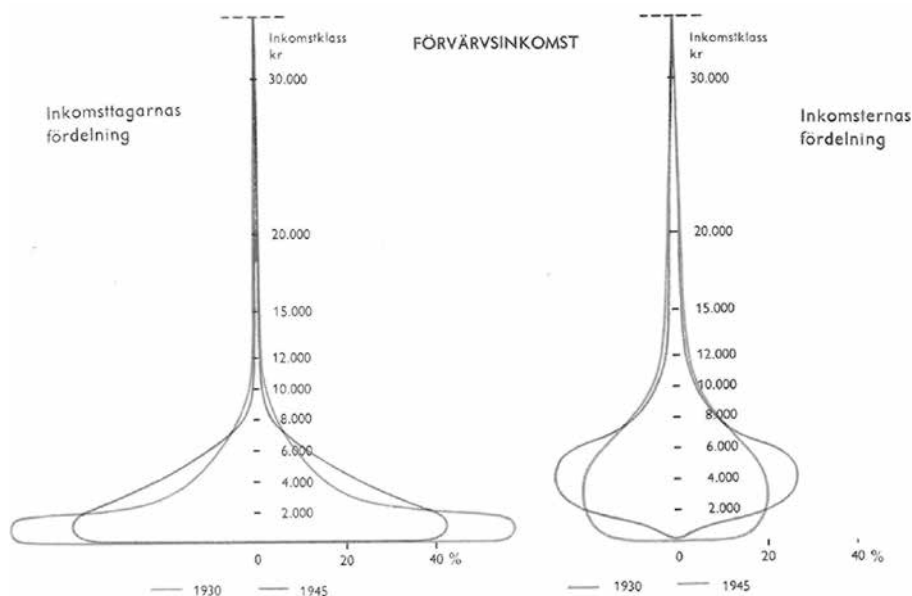 FÖRVÄRVSINKOMST
Inkomsttagarnas
fördelning
Inkomstklass
kr
30.000
20.000
15.000
12.000
10.000
8.000
6.000
4.000
2.000
0 20 40 %
1930 1945
Inkomsternas
fördelning
Inkomstklass
kr
30.000
20.000
15.000
12.000
10.000
8.000
6.000
4.000
2.000
0 20 40 %
1930 1945